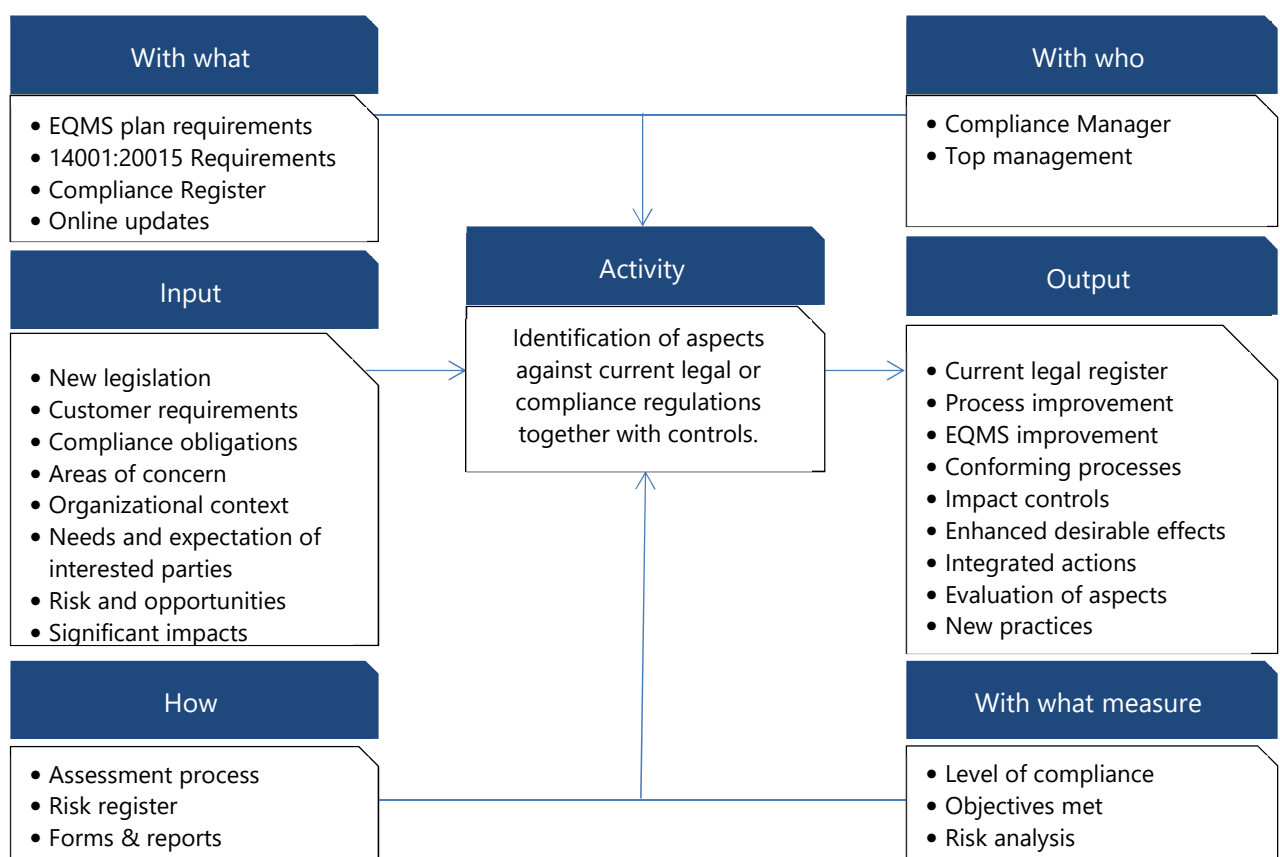 With what
• EQMS plan requirements
• 14001:20015 Requirements
• Compliance Register
• Online updates
With who
• Compliance Manager
• Top management
Input
• New legislation
• Customer requirements
• Compliance obligations
• Areas of concern
• Organizational context
• Needs and expectation of
interested parties
• Risk and opportunities
• Significant impacts
Activity
Identification of aspects
against current legal or
compliance regulations
together with controls.
Output
• Current legal register
• Process improvement
• EQMS improvement
• Conforming processes
• Impact controls
• Enhanced desirable effects
• Integrated actions
• Evaluation of aspects
• New practices
How
• Assessment process
• Risk register
• Forms & reports
With what measure
• Level of compliance
• Objectives met
• Risk analysis